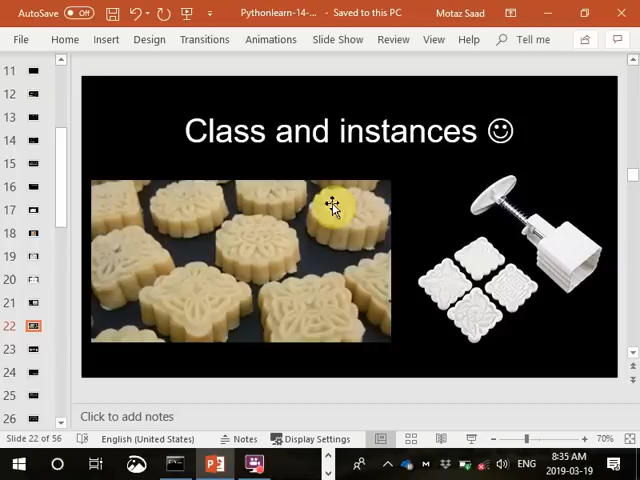 AutoSave Off Pythonlearn-14-... - Saved to this PC Motaz Saad
File Home Insert Design Transitions Animations Slide Show Review View Help Tell me
11
12
13
14
15
16
17
18
19
20
21
22
23
24
25
26
Class and instances ☺
Click to add notes
Slide 22 of 56 English (United States) Notes Display Settings 70%
ENG 8:35 AM
2019-03-19